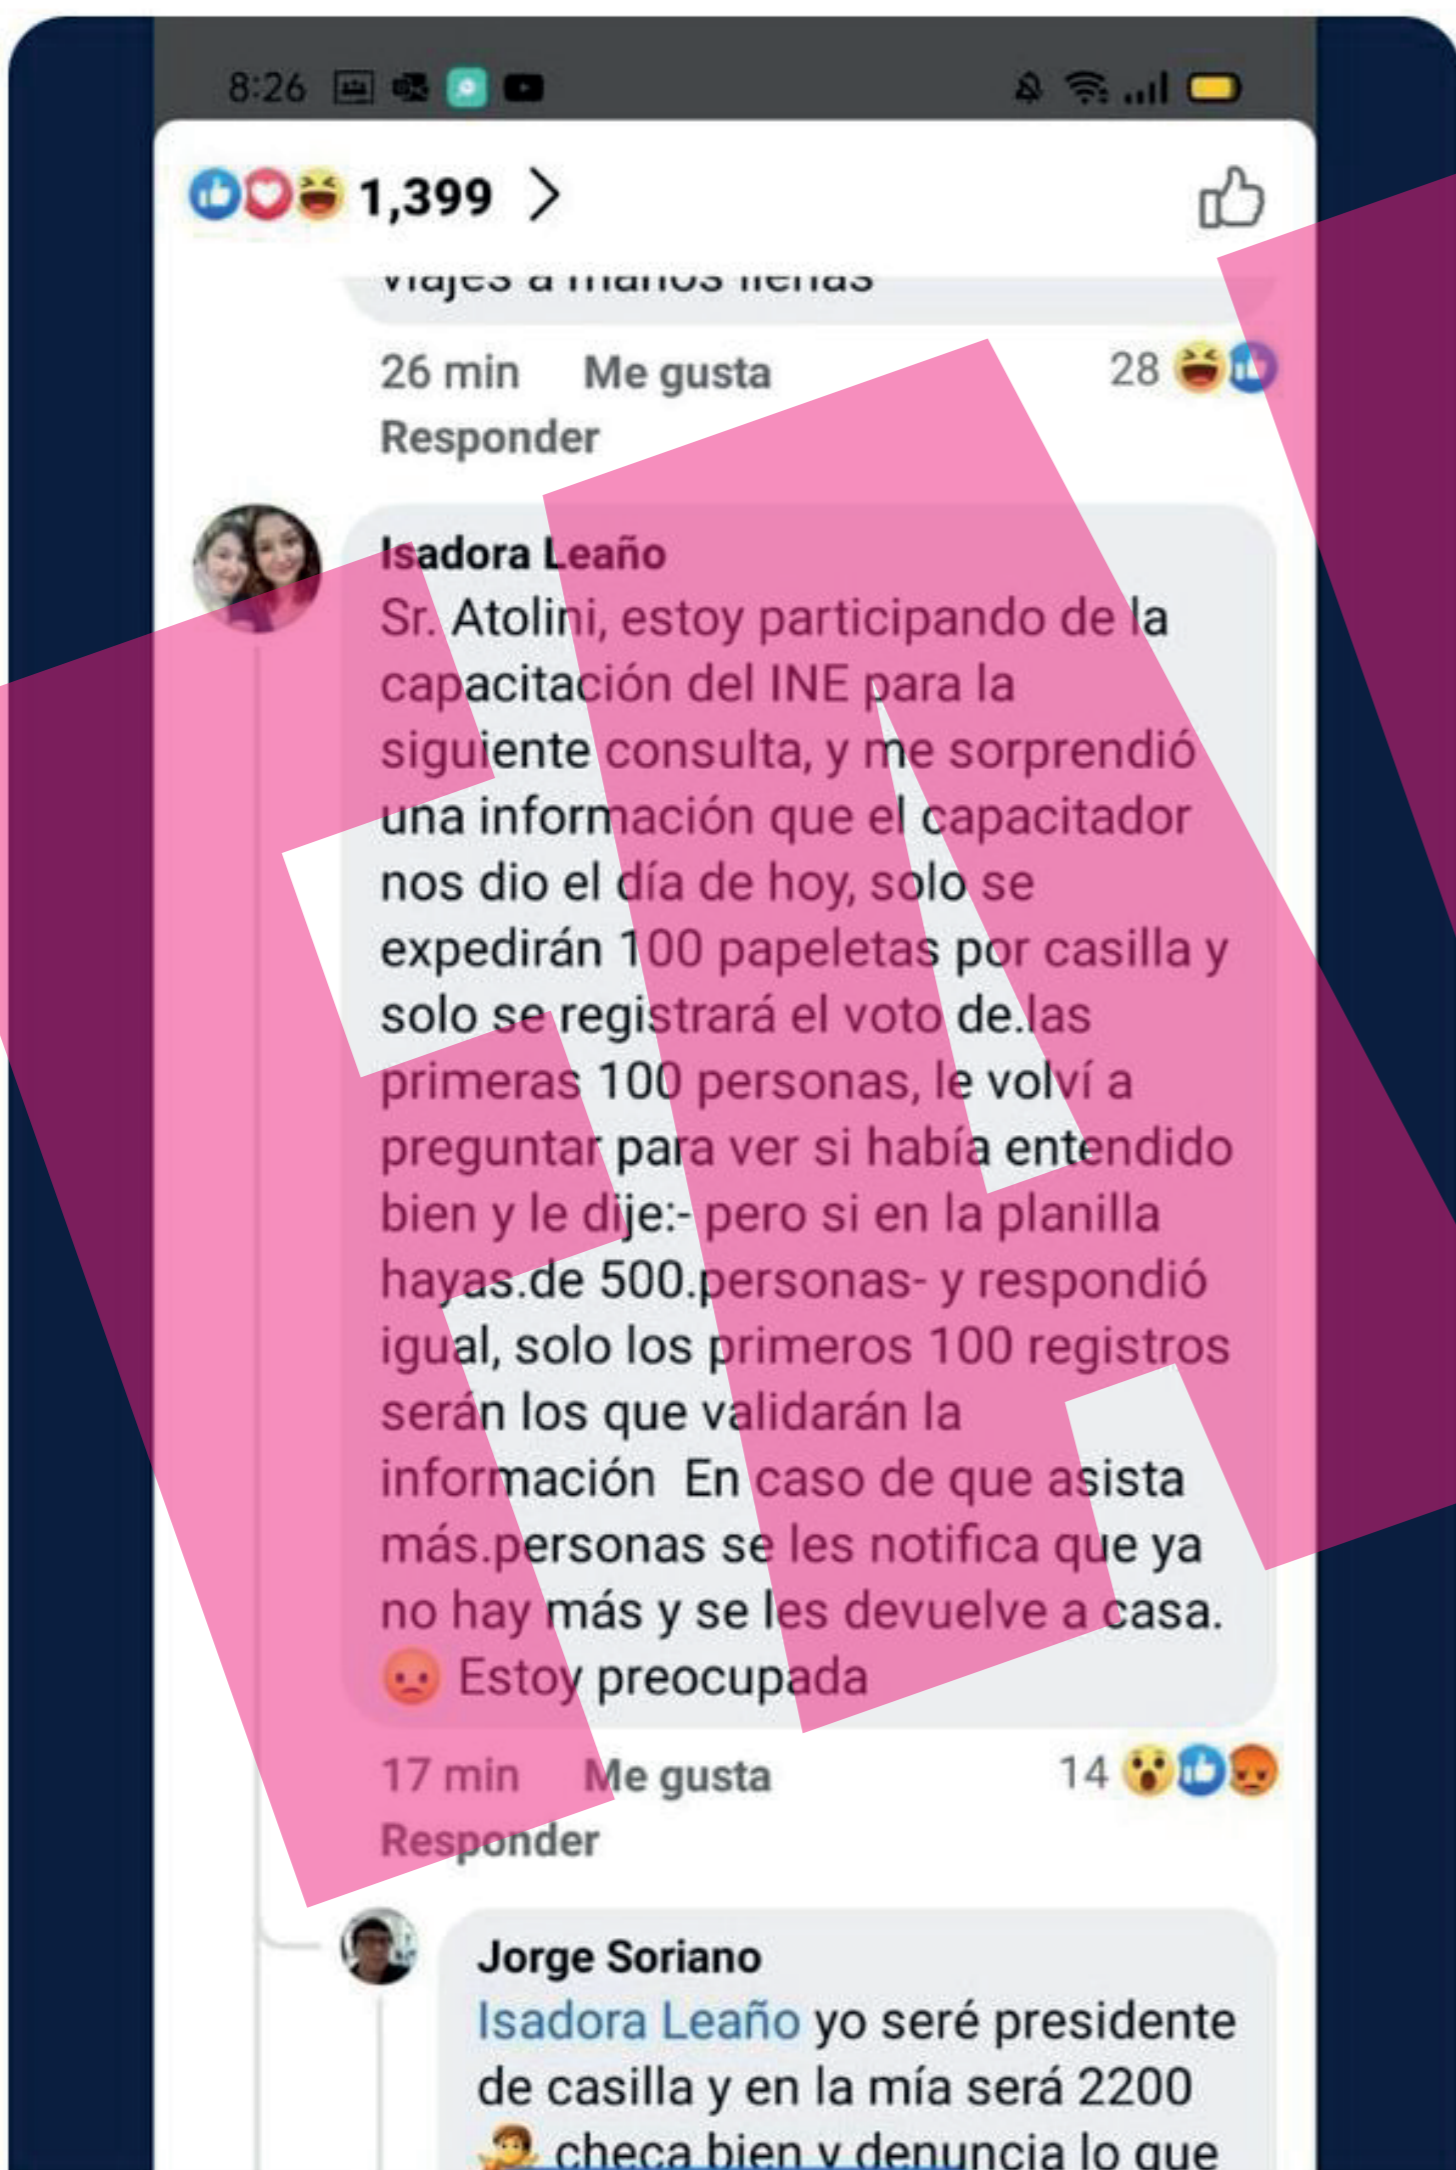 8:26
1,399
viajes a manos llenas
26 min Me gusta 28
Responder
Isadora Leaño
Sr. Atolini, estoy participando de la
capacitación del INE para la
siguiente consulta, y me sorprendió
una información que el capacitador
nos dio el día de hoy, solo se
expedirán 100 papeletas por casilla y
solo se registrará el voto de.las
primeras 100 personas, le volví a
preguntar para ver si había entendido
bien y le dije:- pero si en la planilla
hayas.de 500.personas- y respondió
igual, solo los primeros 100 registros
serán los que validarán la
información En caso de que asista
más.personas se les notifica que ya
no hay más y se les devuelve a casa.
😡 Estoy preocupada
17 min Me gusta 14
Responder
Jorge Soriano
Isadora Leaño yo seré presidente
de casilla y en la mía será 2200
checa bien y denuncia lo que